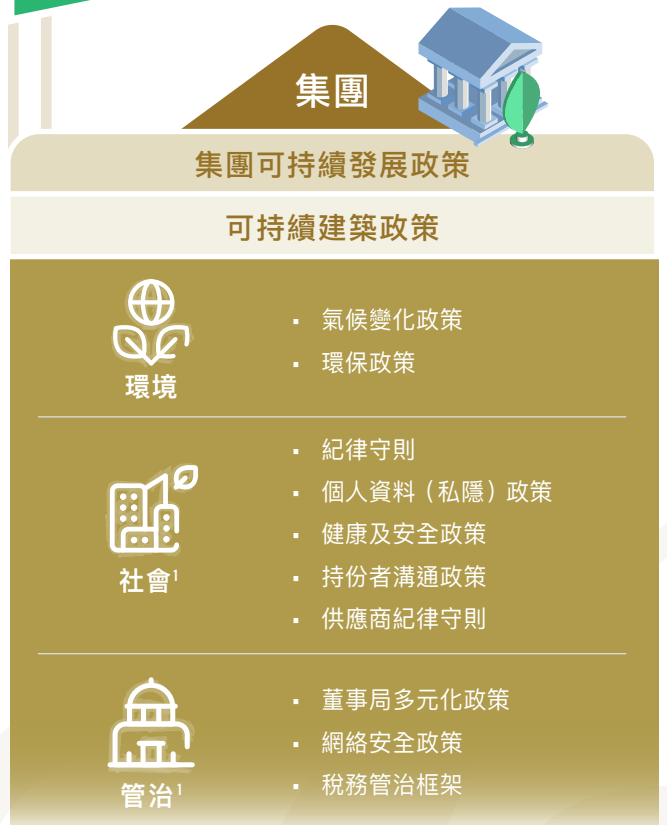 集團
集團可持續發展政策
可持續建築政策
環境
▪ 氣候變化政策
▪ 環保政策
社會¹
▪ 紀律守則
▪ 個人資料（私隱）政策
▪ 健康及安全政策
▪ 持份者溝通政策
▪ 供應商紀律守則
管治¹
▪ 董事局多元化政策
▪ 網絡安全政策
▪ 稅務管治框架